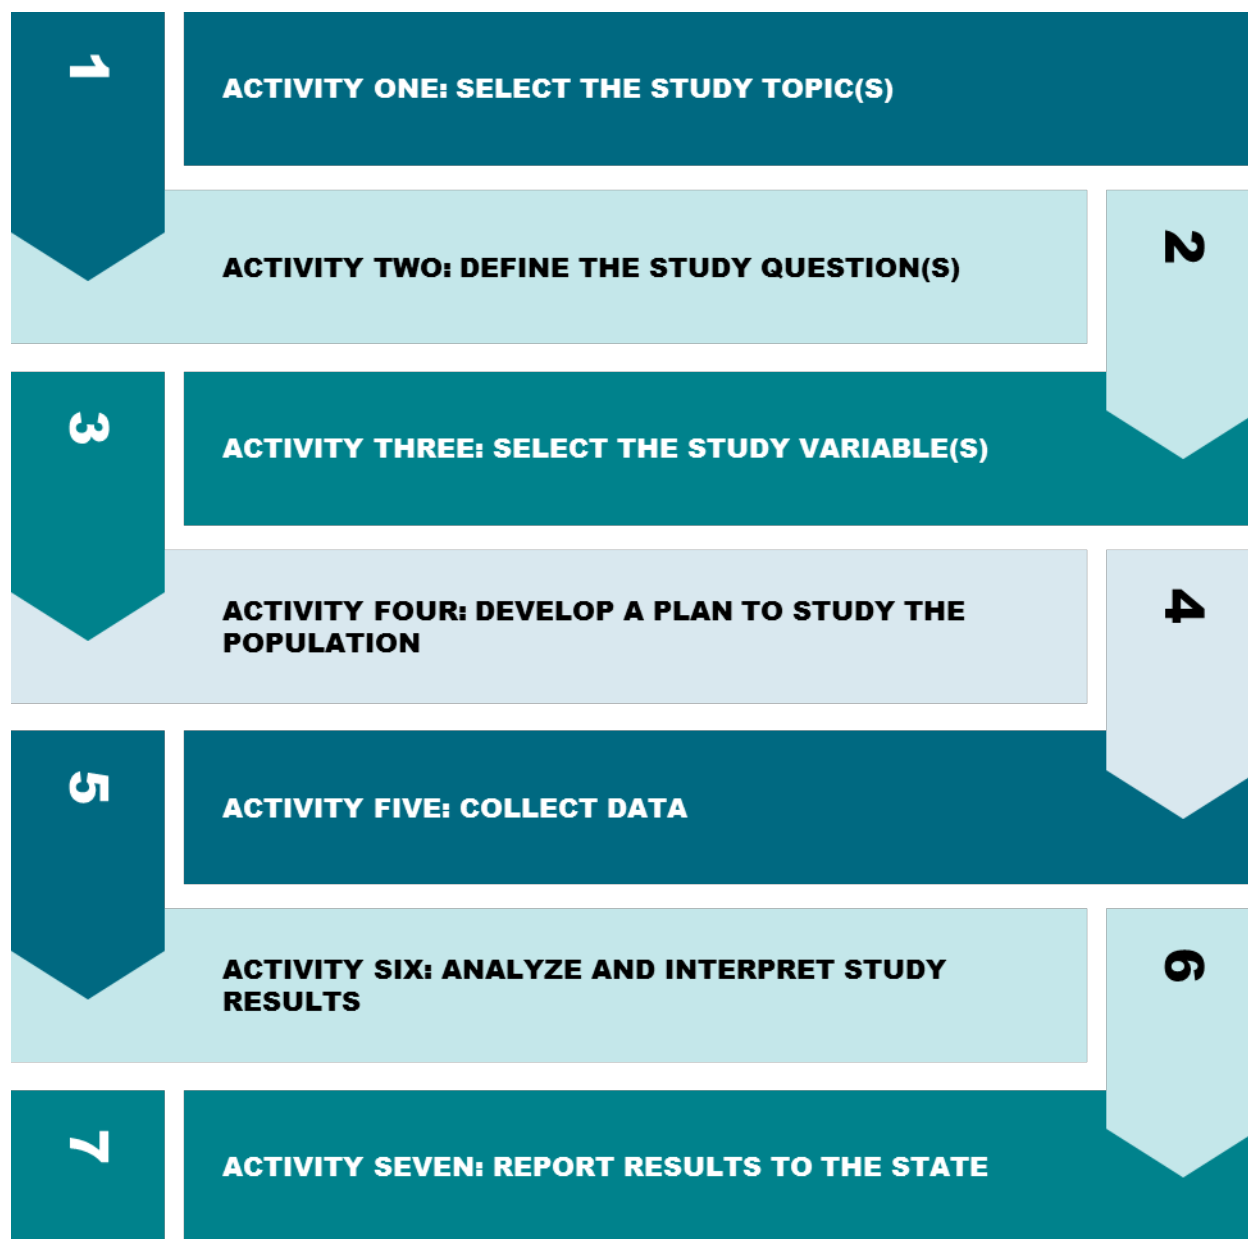 1
ACTIVITY ONE: SELECT THE STUDY TOPIC(S)
ACTIVITY TWO: DEFINE THE STUDY QUESTION(S)
2
3
ACTIVITY THREE: SELECT THE STUDY VARIABLE(S)
ACTIVITY FOUR: DEVELOP A PLAN TO STUDY THE
POPULATION
4
5
ACTIVITY FIVE: COLLECT DATA
ACTIVITY SIX: ANALYZE AND INTERPRET STUDY
RESULTS
6
7
ACTIVITY SEVEN: REPORT RESULTS TO THE STATE